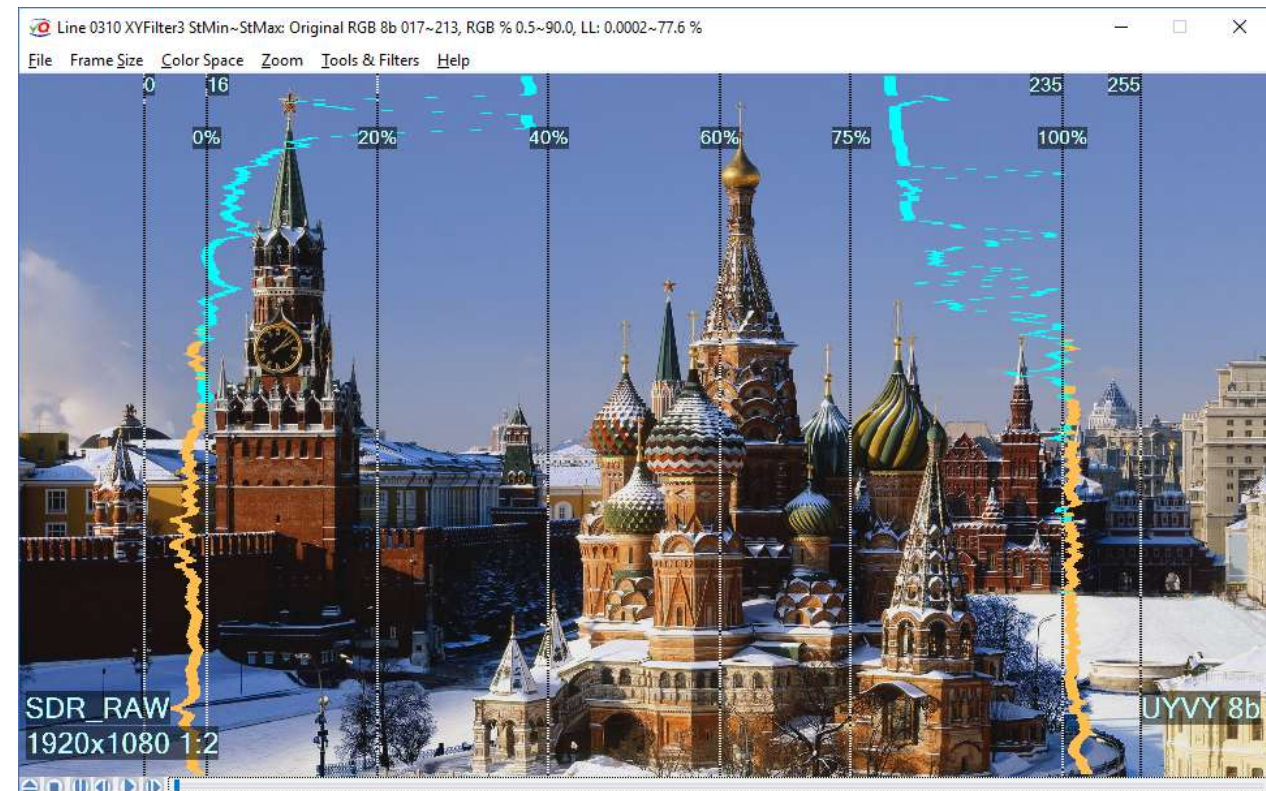 Line 0310 XYFilter3 StMin~StMax: Original RGB 8b 017~213, RGB % 0.5~90.0, LL: 0.0002~77.6 %
File Frame Size Color Space Zoom Tools & Filters Help
0 16 235 255
0% 20% 40% 60% 75% 100%
SDR_RAW UYVY 8b
1920x1080 1:2